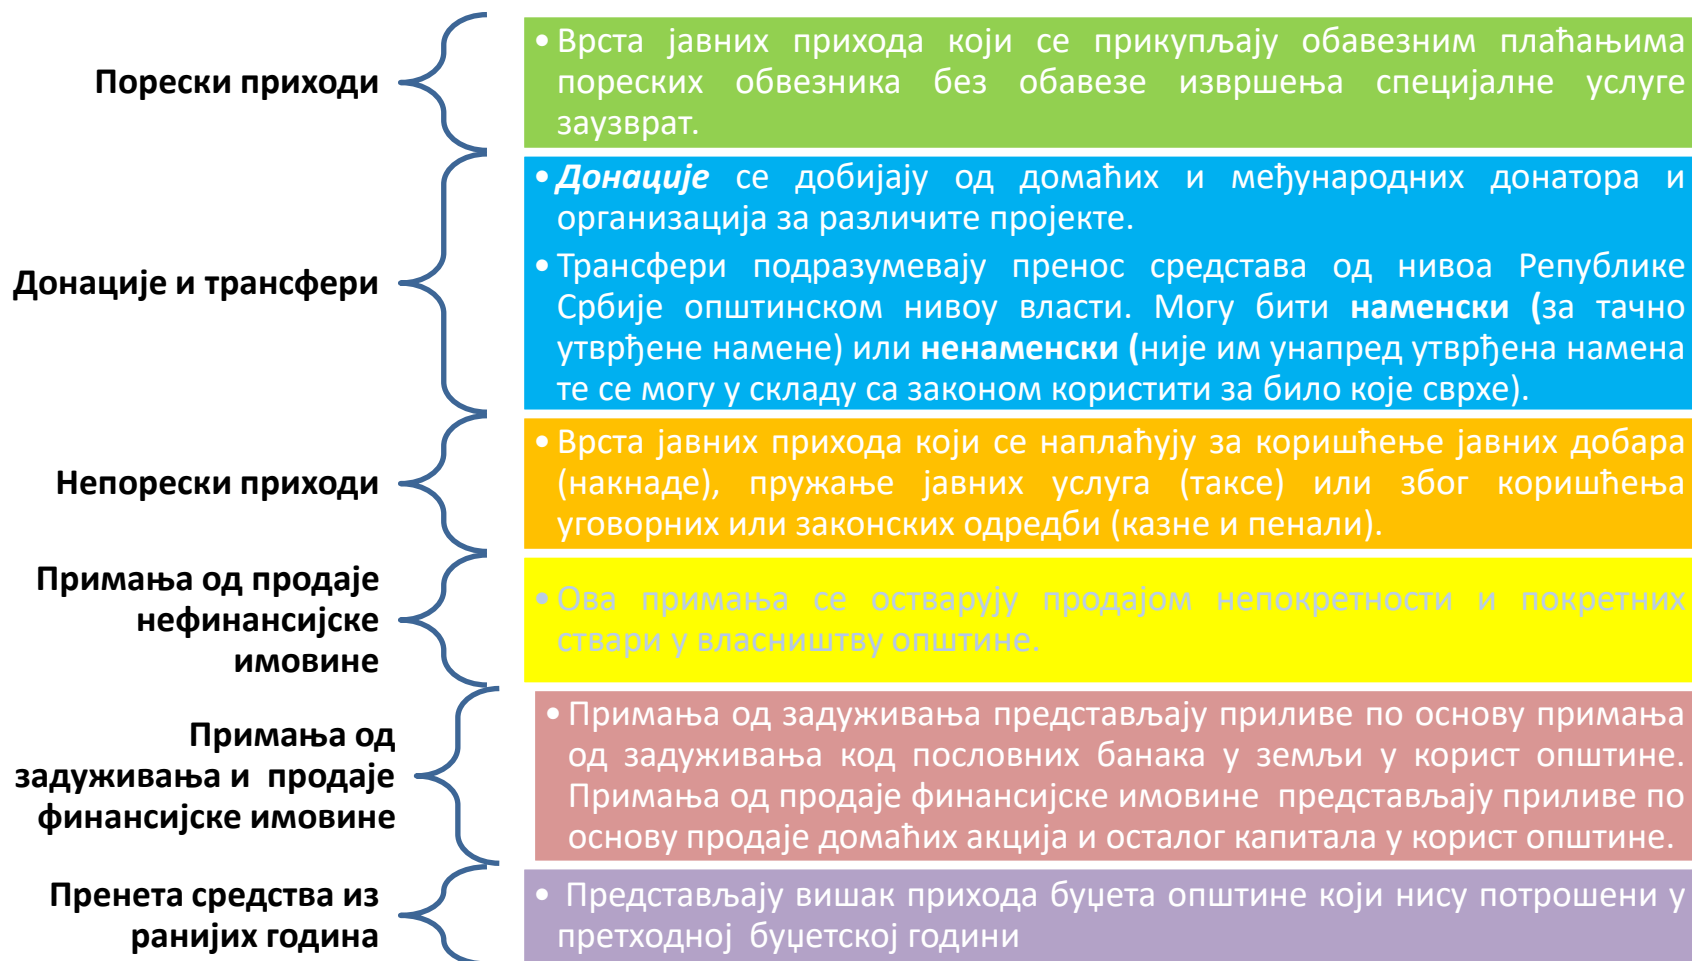 Порески приходи
• Врста јавних прихода који се прикупљају обавезним плаћањима
пореских обвезника без обавезе извршења специјалне услуге
заузврат.
Донације и трансфери
• Донације се добијају од домаћих и међународних донатора и
организација за различите пројекте.
• Трансфери подразумевају пренос средстава од нивоа Републике
Србије општинском нивоу власти. Могу бити наменски (за тачно
утврђене намене) или ненаменски (није им унапред утврђена намена
те се могу у складу са законом користити за било које сврхе).
Непорески приходи
• Врста јавних прихода који се наплаћују за коришћење јавних добара
(накнаде), пружање јавних услуга (таксе) или због коришћења
уговорних или законских одредби (казне и пенали).
Примања од продаје
нефинансијске
имовине
• Ова примања се остварују продајом непокретности и покретних
ствари у власништву општине.
Примања од
задуживања и продаје
финансијске имовине
• Примања од задуживања представљају приливе по основу примања
од задуживања код пословних банака у земљи у корист општине.
Примања од продаје финансијске имовине представљају приливе по
основу продаје домаћих акција и осталог капитала у корист општине.
Пренета средства из
ранијих година
• Представљају вишак прихода буџета општине који нису потрошени у
претходној буџетској години